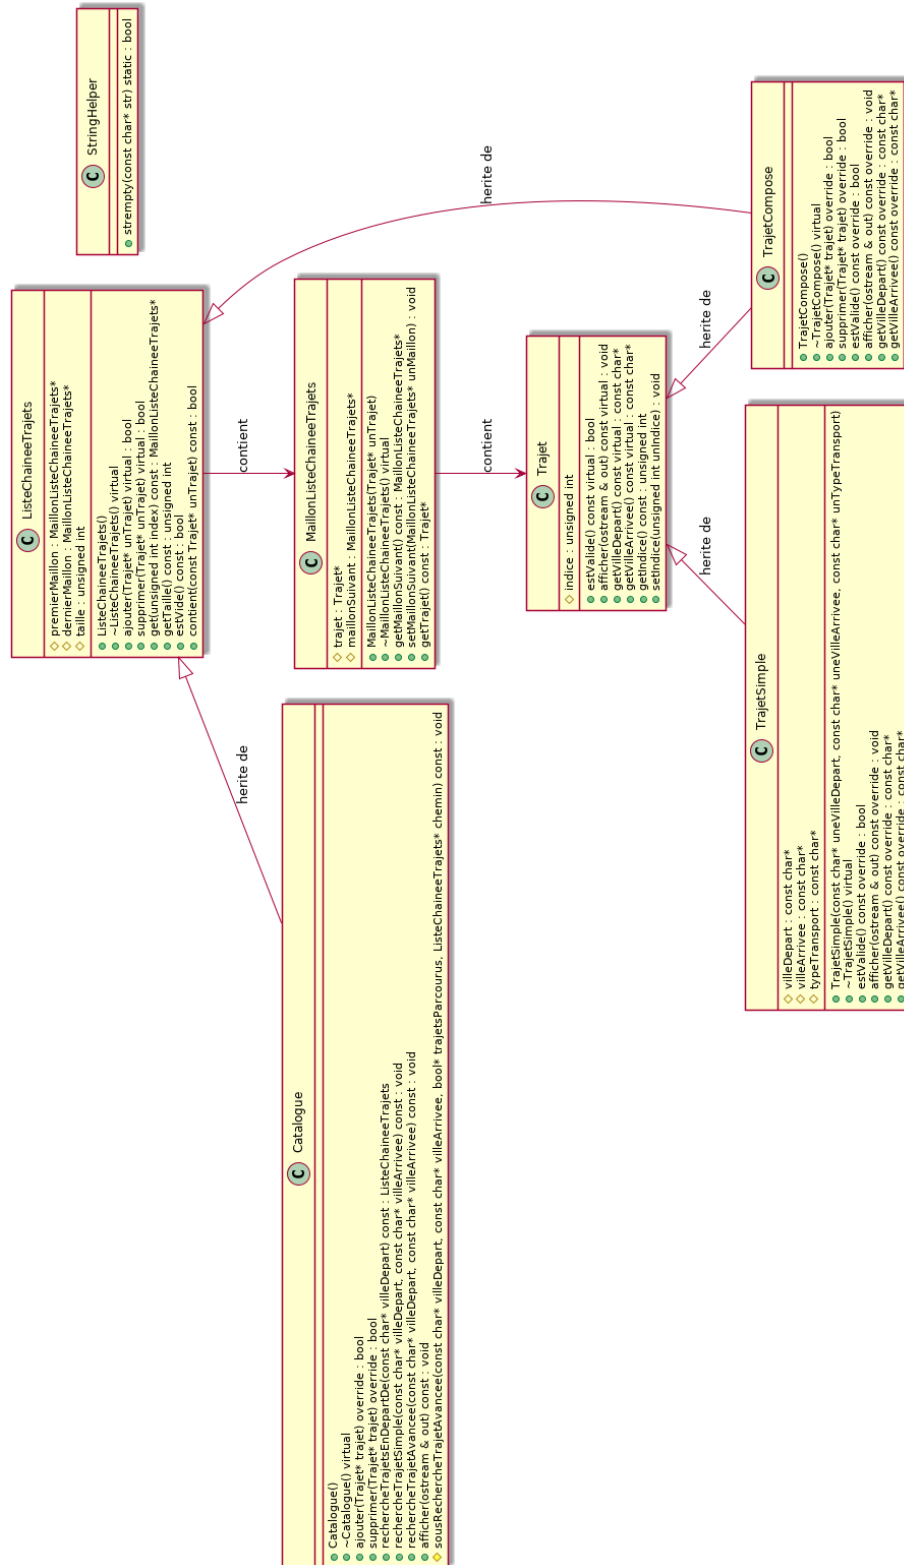 C StringHelper
strempty(const char* str) static : bool
C ListeChaineeTrajets
premierMaillon : MaillonListeChaineeTrajets*
dernierMaillon : MaillonListeChaineeTrajets*
taille : unsigned int
ListeChaineeTrajets()
~ListeChaineeTrajets() virtual
ajouter(Trajet* unTrajet) virtual : bool
supprimer(Trajet* unTrajet) virtual : bool
get(unsigned int index) const : MaillonListeChaineeTrajets*
getTaille() const : unsigned int
estVide() const : bool
contient(const Trajet* unTrajet) const : bool
herite de
contient
herite de
C Catalogue
Catalogue()
~Catalogue() virtual
ajouter(Trajet* trajet) override : bool
supprimer(Trajet* trajet) override : bool
rechercheTrajetsEnDepartDe(const char* villeDepart) const : ListeChaineeTrajets
rechercheTrajetSimple(const char* villeDepart, const char* villeArrivee) const : void
rechercheTrajetAvancee(const char* villeDepart, const char* villeArrivee) const : void
afficher(ostream & out) const : void
sousRechercheTrajetAvancee(const char* villeDepart, const char* villeArrivee, bool* trajetsParcourus, ListeChaineeTrajets* chemin) const : void
C MaillonListeChaineeTrajets
trajet : Trajet*
maillonSuivant : MaillonListeChaineeTrajets*
MaillonListeChaineeTrajets(Trajet* unTrajet)
~MaillonListeChaineeTrajets() virtual
getMaillonSuivant() const : MaillonListeChaineeTrajets*
setMaillonSuivant(MaillonListeChaineeTrajets* unMaillon) : void
getTrajet() const : Trajet*
contient
C Trajet
indice : unsigned int
estValide() const virtual : bool
afficher(ostream & out) const virtual : void
getVilleDepart() const virtual : const char*
getVilleArrivee() const virtual : const char*
getIndice() const : unsigned int
setIndice(unsigned int unIndice) : void
herite de
herite de
C TrajetSimple
villeDepart : const char*
villeArrivee : const char*
typeTransport : const char*
TrajetSimple(const char* uneVilleDepart, const char* uneVilleArrivee, const char* unTypeTransport)
~TrajetSimple() virtual
estValide() const override : bool
afficher(ostream & out) const override : void
getVilleDepart() const override : const char*
getVilleArrivee() const override : const char*
C TrajetCompose
TrajetCompose()
~TrajetCompose() virtual
ajouter(Trajet* trajet) override : bool
supprimer(Trajet* trajet) override : bool
estValide() const override : bool
afficher(ostream & out) const override : void
getVilleDepart() const override : const char*
getVilleArrivee() const override : const char*